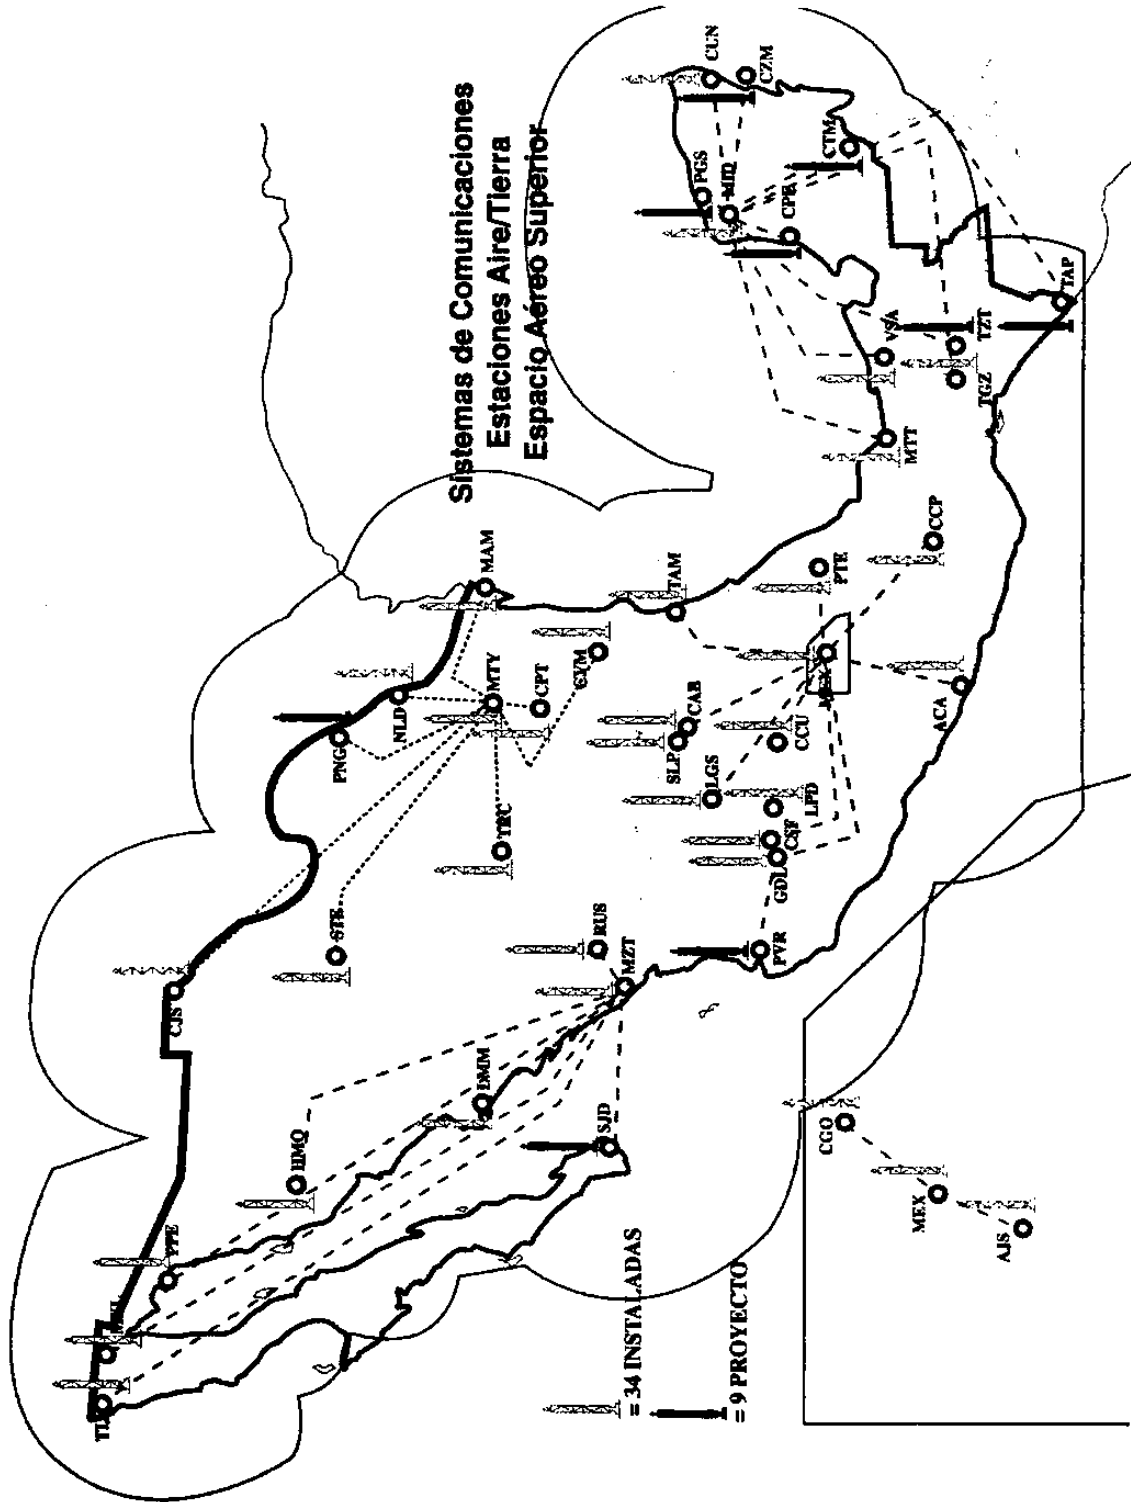 Sistemas de Comunicaciones
Estaciones Aire/Tierra
Espacio Aéreo Superior
CUN
CZM
PGS
MID
CPE
CTM
VSA
TAP
TZT
TGZ
MTT
CCP
PTE
TAM
MAM
NLD
PNG
MTY
CPT
CVM
CAB
SLP
LGS
CCU
MEX
ACA
LPD
CSF
GDL
TRC
STE
RUS
MZT
PVR
CJS
DMM
SJD
HMQ
PPE
CGO
MEX
AJS
= 34 INSTALADAS
= 9 PROYECTO